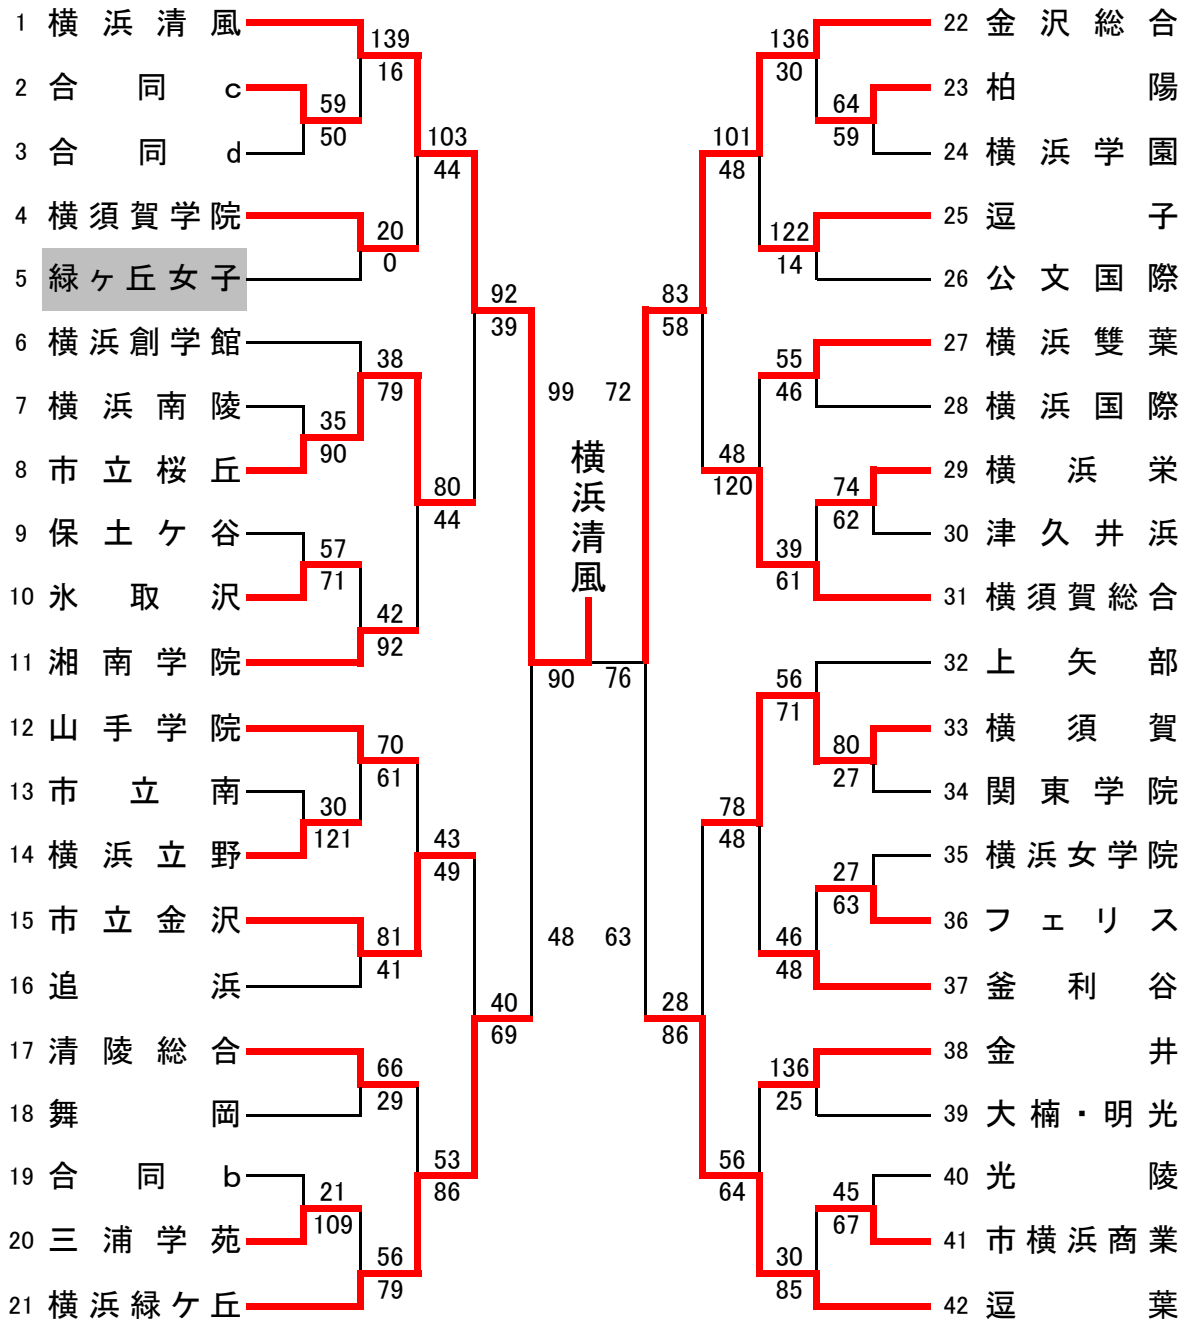 1 横浜清風
2 合同c
3 合同d
4 横須賀学院
5 緑ヶ丘女子
6 横浜創学館
7 横浜南陵
8 市立桜丘
9 保土ケ谷
10 氷取沢
11 湘南学院
12 山手学院
13 市立南
14 横浜立野
15 市立金沢
16 追浜
17 清陵総合
18 舞岡
19 合同b
20 三浦学苑
21 横浜緑ケ丘
139
16
59
50
20
0
38
79
35
90
57
71
42
92
70
61
30
121
81
41
66
29
21
109
56
79
103
44
80
44
43
49
53
86
92
39
40
69
99 72
横浜清風
90 76
48 63
83
58
28
86
101
48
48
120
78
48
56
64
136
30
64
59
122
14
55
46
74
62
39
61
56
71
80
27
27
63
46
48
136
25
45
67
30
85
22 金沢総合
23 柏陽
24 横浜学園
25 逗子
26 公文国際
27 横浜雙葉
28 横浜国際
29 横浜栄
30 津久井浜
31 横須賀総合
32 上矢部
33 横須賀
34 関東学院
35 横浜女学院
36 フェリス
37 釜利谷
38 金井
39 大楠・明光
40 光陵
41 市横浜商業
42 逗葉